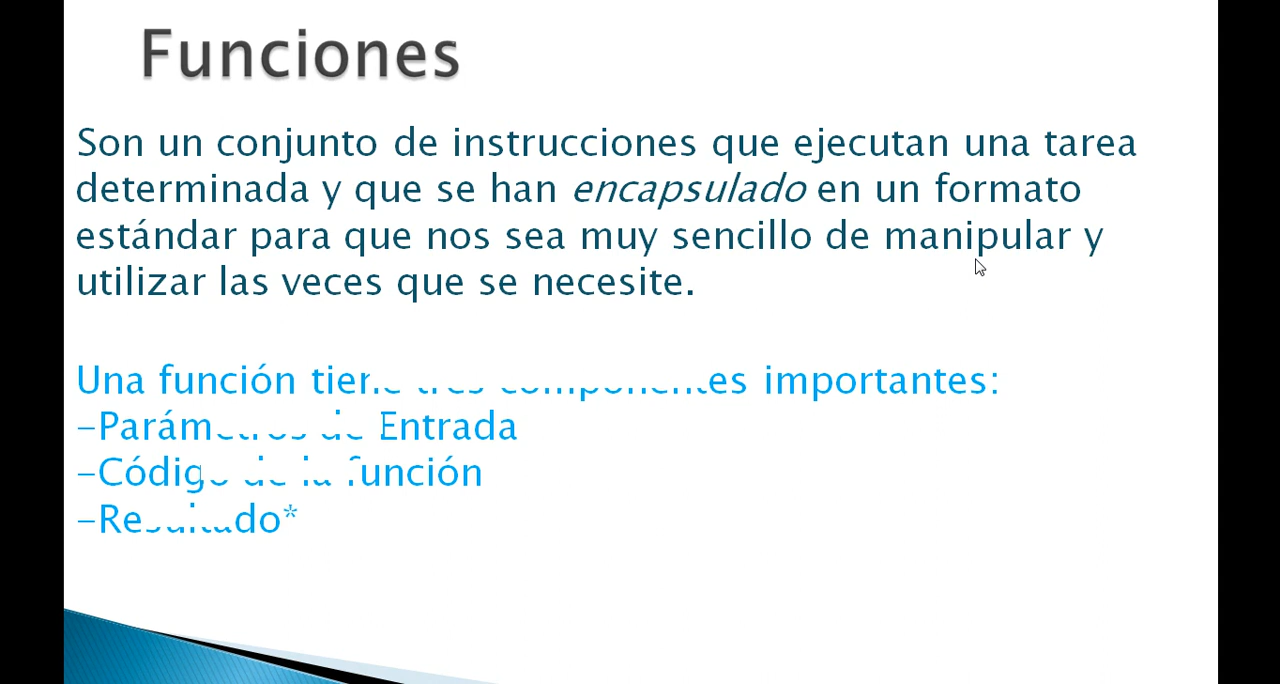 Funciones
Son un conjunto de instrucciones que ejecutan una tarea
determinada y que se han encapsulado en un formato
estándar para que nos sea muy sencillo de manipular y
utilizar las veces que se necesite.
Una función tiene tres componentes importantes:
-Parámetros de Entrada
-Código de la función
-Resultado*